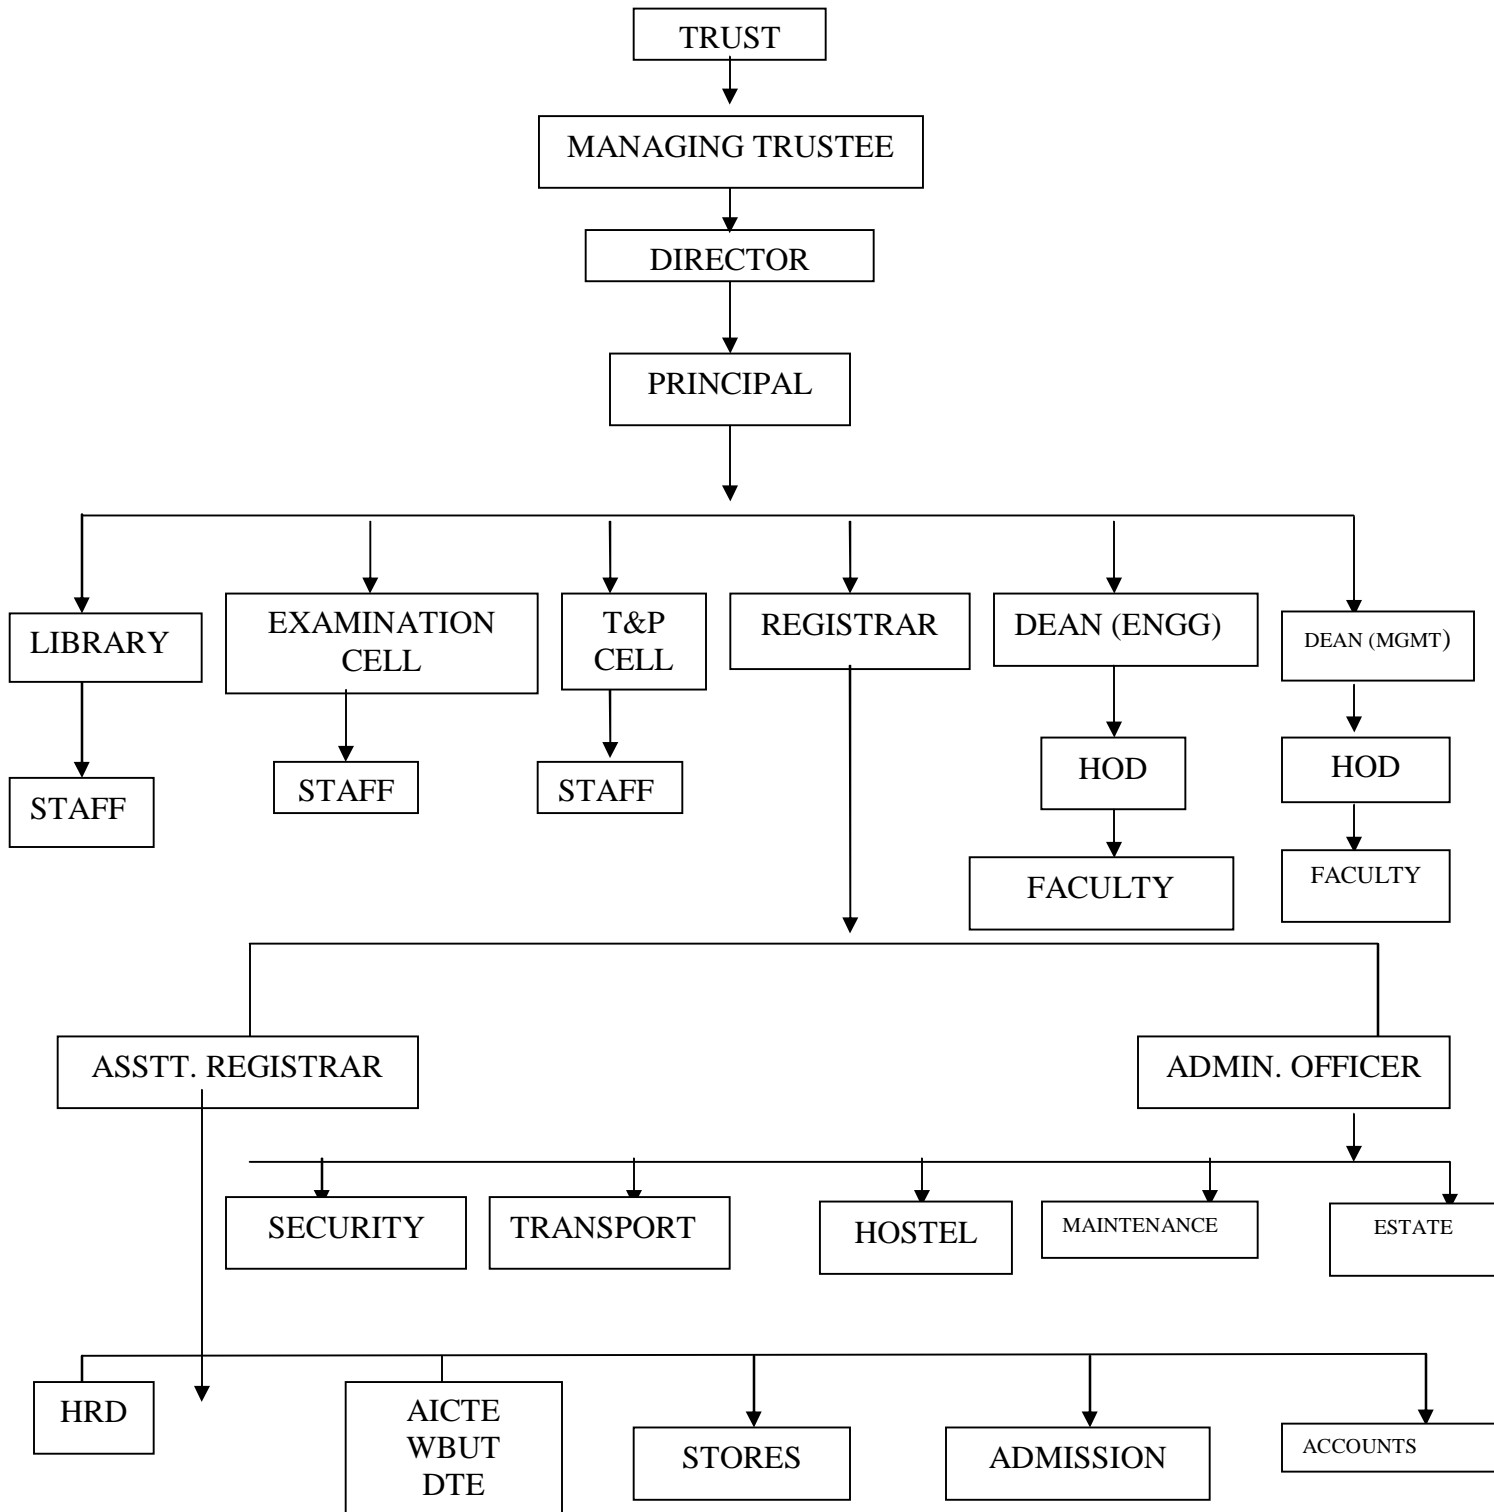 TRUST
MANAGING TRUSTEE
DIRECTOR
PRINCIPAL
LIBRARY
EXAMINATION
CELL
T&P
CELL
REGISTRAR
DEAN (ENGG)
DEAN (MGMT)
STAFF
STAFF
STAFF
HOD
HOD
FACULTY
FACULTY
ASSTT. REGISTRAR
ADMIN. OFFICER
SECURITY
TRANSPORT
HOSTEL
MAINTENANCE
ESTATE
HRD
AICTE
WBUT
DTE
STORES
ADMISSION
ACCOUNTS